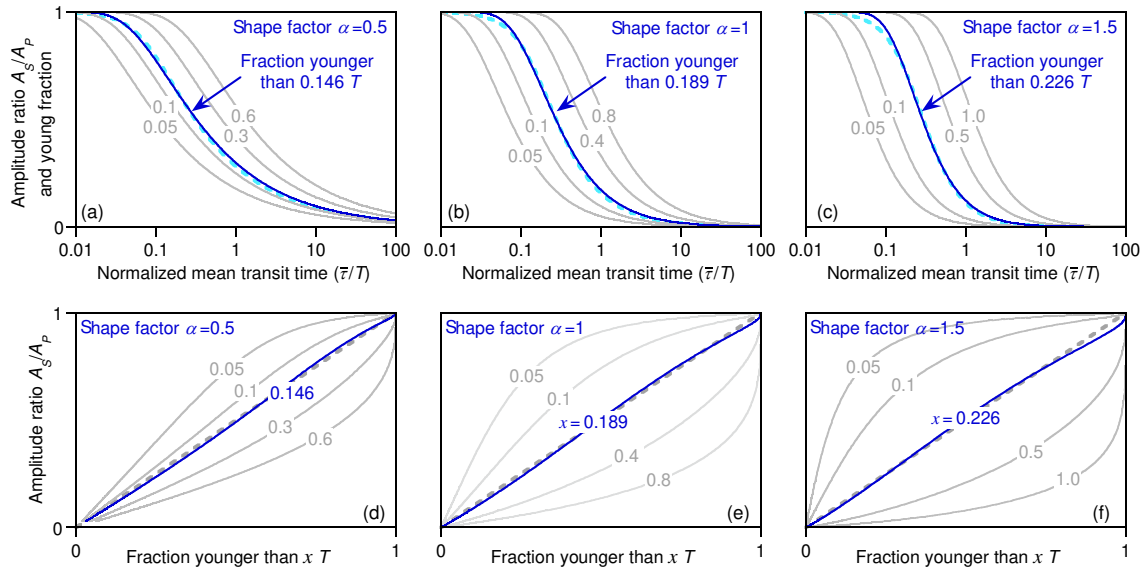 Amplitude ratio A_S/A_P
and young fraction
1
0
Shape factor α=0.5
Fraction younger
than 0.146 T
0.1
0.05
0.6
0.3
(a)
0.01
0.1
1
10
100
Normalized mean transit time (τ̄/T)
Shape factor α=1
Fraction younger
than 0.189 T
0.1
0.05
0.8
0.4
(b)
0.01
0.1
1
10
100
Normalized mean transit time (τ̄/T)
Shape factor α=1.5
Fraction younger
than 0.226 T
0.1
0.05
1.0
0.5
(c)
0.01
0.1
1
10
100
Normalized mean transit time (τ̄/T)
Amplitude ratio A_S/A_P
1
0
Shape factor α=0.5
0.05
0.1
0.146
0.3
0.6
(d)
0
1
Fraction younger than x T
Shape factor α=1
0.05
0.1
x=0.189
0.4
0.8
(e)
0
1
Fraction younger than x T
Shape factor α=1.5
0.05
0.1
x=0.226
0.5
1.0
(f)
0
1
Fraction younger than x T